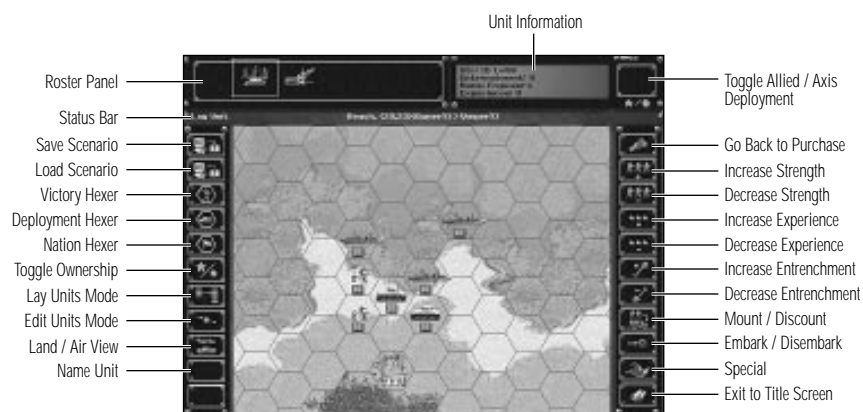 Unit Information
Roster Panel
Toggle Allied / Axis
Deployment
Status Bar
Save Scenario
Load Scenario
Victory Hexer
Deployment Hexer
Nation Hexer
Toggle Ownership
Lay Units Mode
Edit Units Mode
Land / Air View
Name Unit
Go Back to Purchase
Increase Strength
Decrease Strength
Increase Experience
Decrease Experience
Increase Entrenchment
Decrease Entrenchment
Mount / Discount
Embark / Disembark
Special
Exit to Title Screen